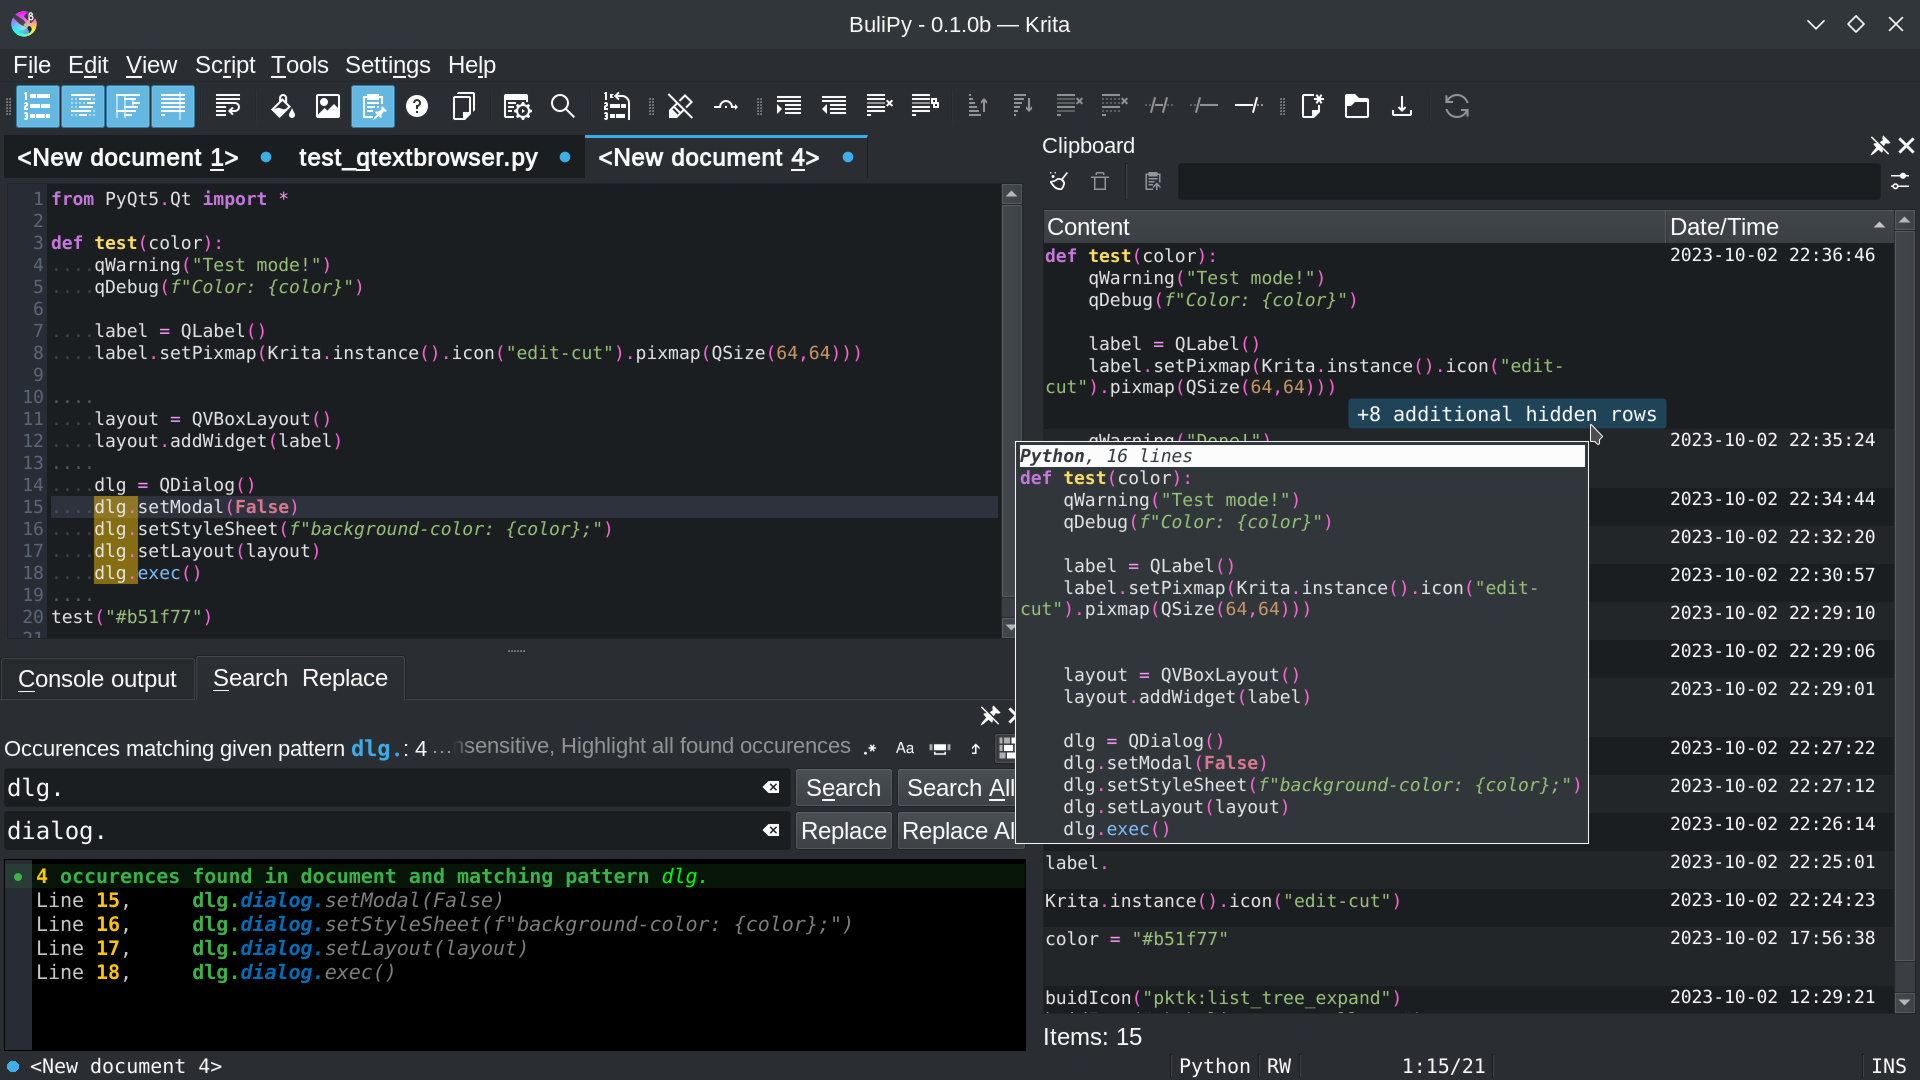 BuliPy - 0.1.0b — Krita
File Edit View Script Tools Settings Help
<New document 1>
test_qtextbrowser.py
<New document 4>
1 from PyQt5.Qt import *
2
3 def test(color):
4 ....qWarning("Test mode!")
5 ....qDebug(f"Color: {color}")
6
7 ....label = QLabel()
8 ....label.setPixmap(Krita.instance().icon("edit-cut").pixmap(QSize(64,64)))
9
10 ....
11 ....layout = QVBoxLayout()
12 ....layout.addWidget(label)
13 ....
14 ....dlg = QDialog()
15 ....dlg.setModal(False)
16 ....dlg.setStyleSheet(f"background-color: {color};")
17 ....dlg.setLayout(layout)
18 ....dlg.exec()
19 ....
20 test("#b51f77")
21
Console output
Search Replace
Occurences matching given pattern dlg.: 4 ...nsensitive, Highlight all found occurences
.* Aa
dlg.
Search
Search All
dialog.
Replace
Replace Al
4 occurences found in document and matching pattern dlg.
Line 15, dlg.dialog.setModal(False)
Line 16, dlg.dialog.setStyleSheet(f"background-color: {color};")
Line 17, dlg.dialog.setLayout(layout)
Line 18, dlg.dialog.exec()
Clipboard
Content Date/Time
def test(color): 2023-10-02 22:36:46
qWarning("Test mode!")
qDebug(f"Color: {color}")
label = QLabel()
label.setPixmap(Krita.instance().icon("edit-
cut").pixmap(QSize(64,64)))
+8 additional hidden rows
qWarning("Done!") 2023-10-02 22:35:24
Python, 16 lines
def test(color):
qWarning("Test mode!")
qDebug(f"Color: {color}")
label = QLabel()
label.setPixmap(Krita.instance().icon("edit-
cut").pixmap(QSize(64,64)))
layout = QVBoxLayout()
layout.addWidget(label)
dlg = QDialog()
dlg.setModal(False)
dlg.setStyleSheet(f"background-color: {color};")
dlg.setLayout(layout)
dlg.exec()
2023-10-02 22:34:44
2023-10-02 22:32:20
2023-10-02 22:30:57
2023-10-02 22:29:10
2023-10-02 22:29:06
2023-10-02 22:29:01
2023-10-02 22:27:22
2023-10-02 22:27:12
2023-10-02 22:26:14
label. 2023-10-02 22:25:01
Krita.instance().icon("edit-cut") 2023-10-02 22:24:23
color = "#b51f77" 2023-10-02 17:56:38
buidIcon("pktk:list_tree_expand") 2023-10-02 12:29:21
Items: 15
<New document 4>
Python RW 1:15/21 INS